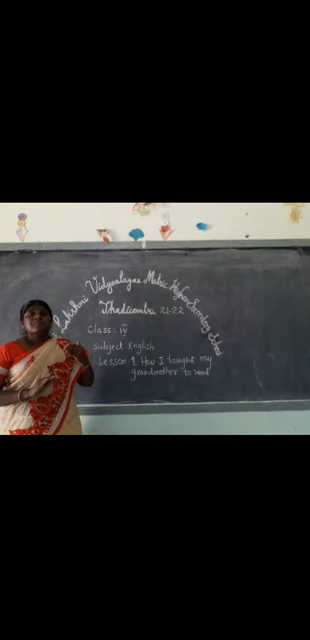 Lakshmi Vidyaalayaa Matric Higher Secondary School
Thadicombu 21-22
Class: IV
Subject English
Lesson 1. How I taught my
grandmother to read